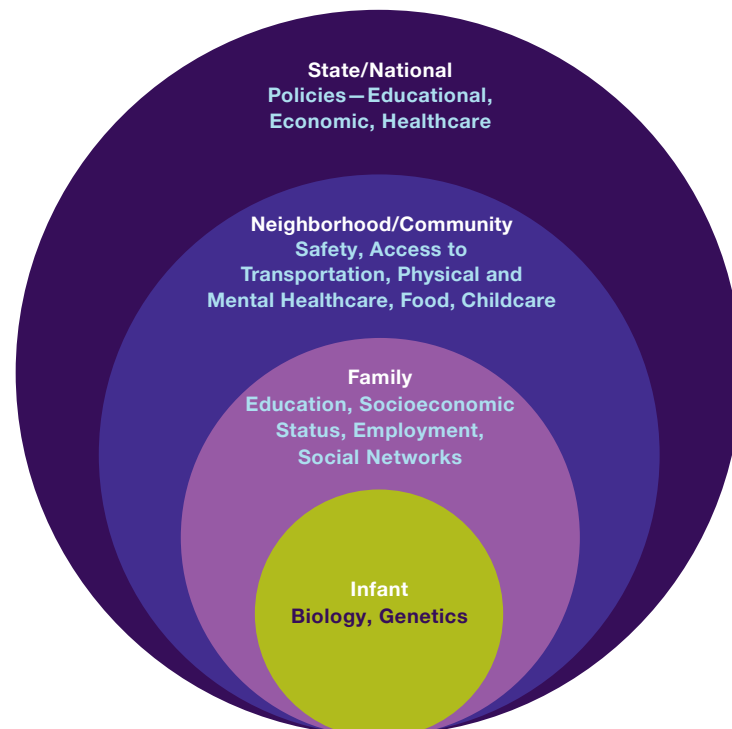 State/National
Policies—Educational,
Economic, Healthcare
Neighborhood/Community
Safety, Access to
Transportation, Physical and
Mental Healthcare, Food, Childcare
Family
Education, Socioeconomic
Status, Employment,
Social Networks
Infant
Biology, Genetics